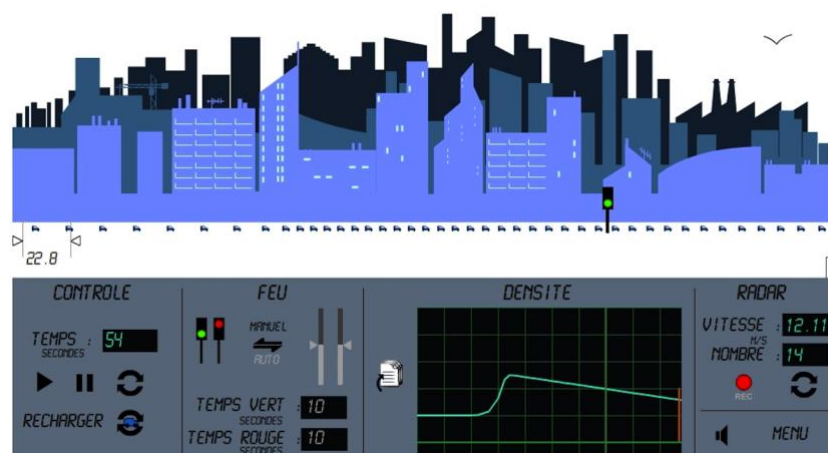 22.8
CONTROLE
TEMPS : 54
SECONDES
RECHARGER
FEU
MANUEL
AUTO
TEMPS VERT : 10
SECONDES
TEMPS ROUGE : 10
SECONDES
DENSITE
RADAR
VITESSE : 12.11
M/S
NOMBRE : 14
REC
MENU